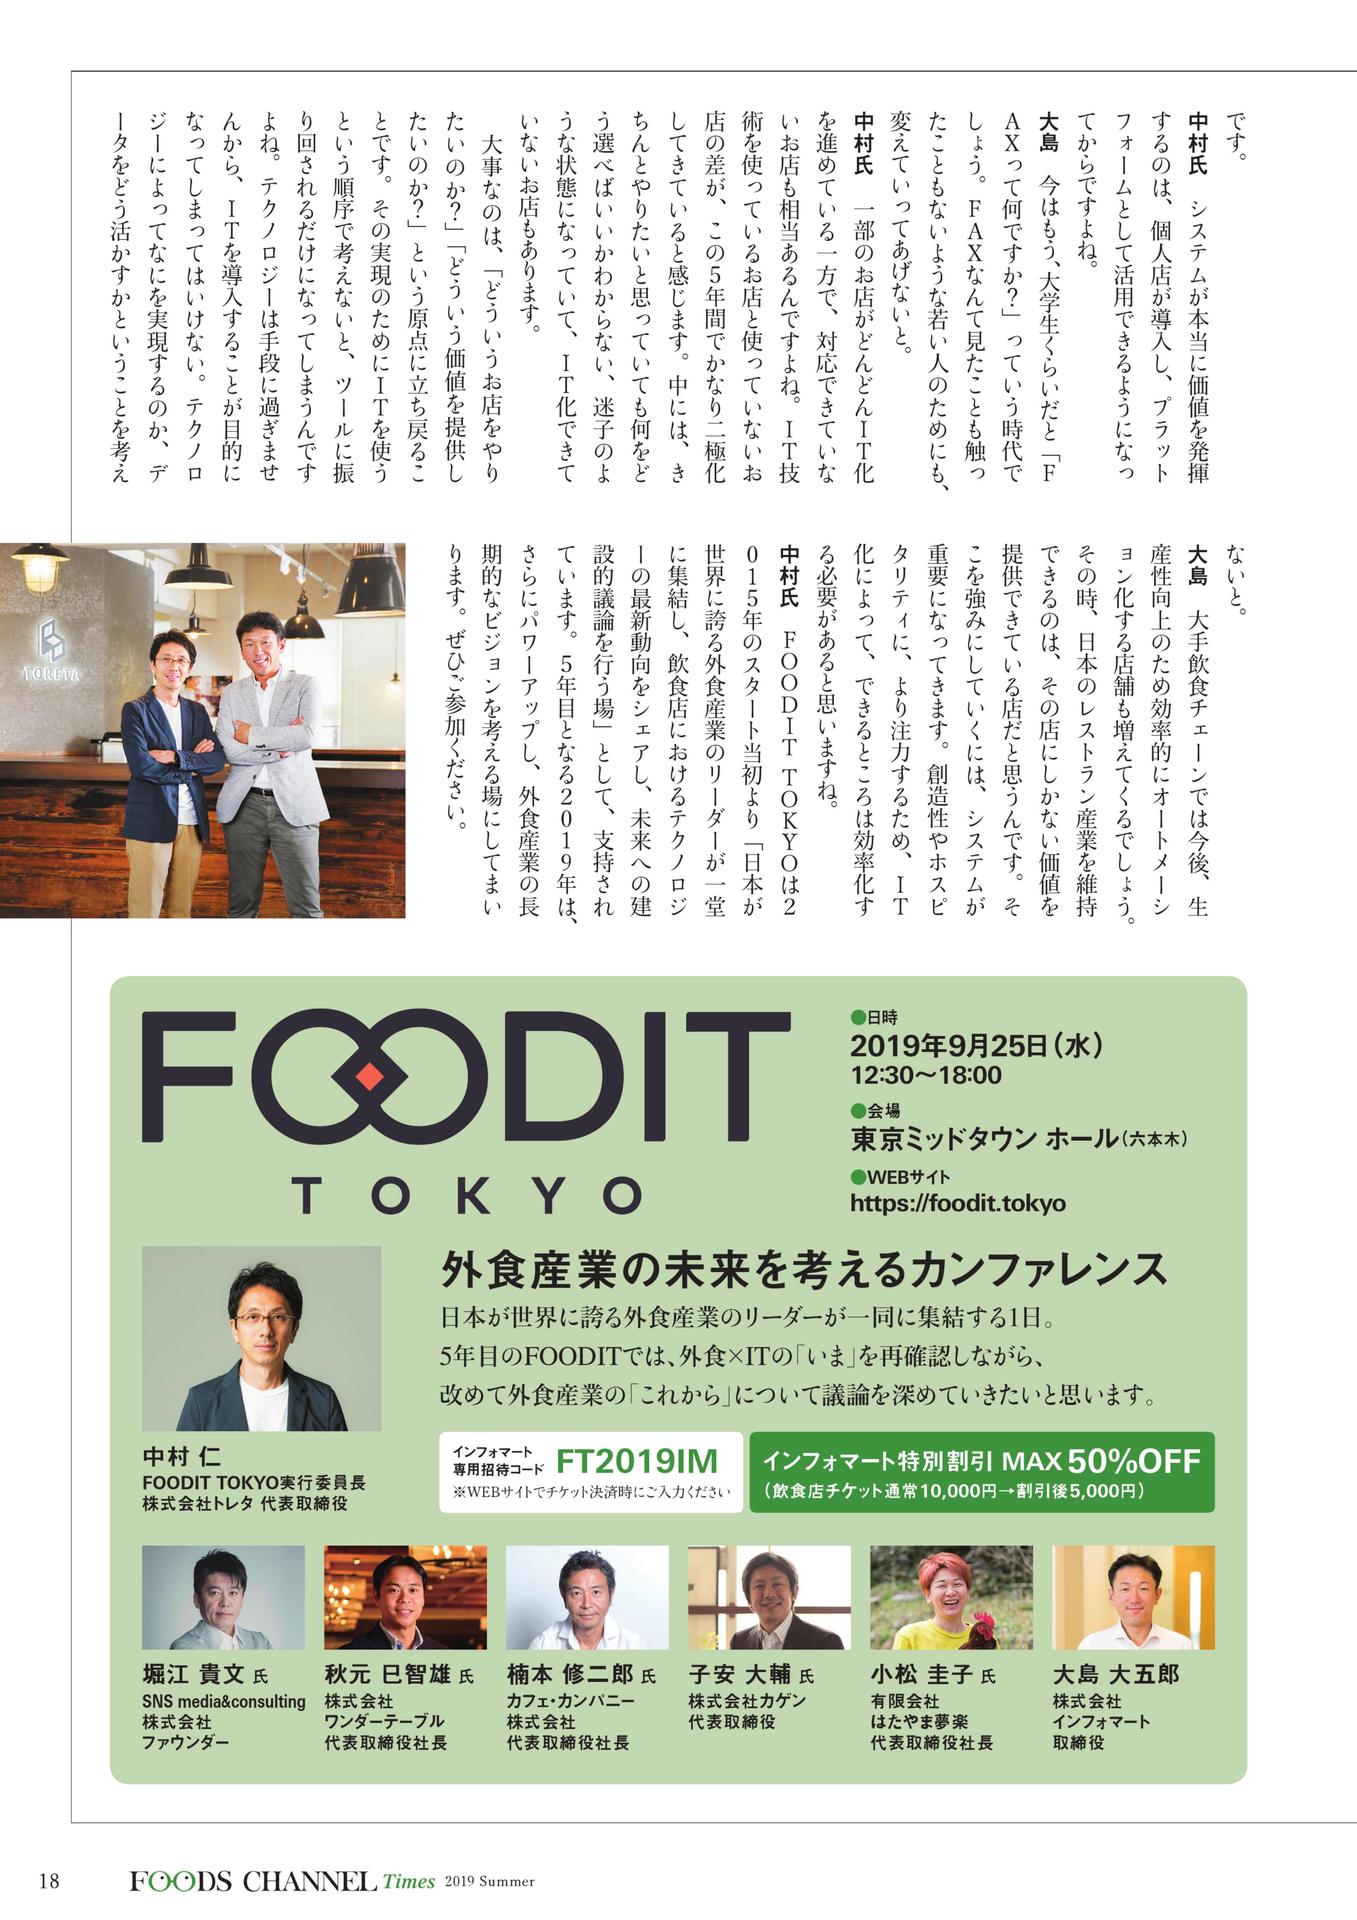 です。
中村氏　システムが本当に価値を発揮
するのは、個人店が導入し、プラット
フォームとして活用できるようになっ
てからですよね。
大島　今はもう、大学生くらいだと「F
AXって何ですか？」っていう時代で
しょう。FAXなんて見たことも触っ
たこともないような若い人のためにも、
変えていってあげないと。
中村氏　一部のお店がどんどんIT化
を進めている一方で、対応できていな
いお店も相当あるんですよね。IT技
術を使っているお店と使っていないお
店の差が、この5年間でかなり二極化
してきていると感じます。中には、き
ちんとやりたいと思っていても何をど
う選べばいいかわからない、迷子のよ
うな状態になっていて、IT化できて
いないお店もあります。
　大事なのは、「どういうお店をやり
たいのか？」「どういう価値を提供し
たいのか？」という原点に立ち戻るこ
とです。その実現のためにITを使う
という順序で考えないと、ツールに振
り回されるだけになってしまうんです
よね。テクノロジーは手段に過ぎませ
んから、ITを導入することが目的に
なってしまってはいけない。テクノロ
ジーによってなにを実現するのか、デ
ータをどう活かすかということを考え
ないと。
大島　大手飲食チェーンでは今後、生
産性向上のため効率的にオートメーシ
ョン化する店舗も増えてくるでしょう。
その時、日本のレストラン産業を維持
できるのは、その店にしかない価値を
提供できている店だと思うんです。そ
こを強みにしていくには、システムが
重要になってきます。創造性やホスピ
タリティに、より注力するため、IT
化によって、できるところは効率化す
る必要があると思いますね。
中村氏　FOODIT TOKYOは2
015年のスタート当初より「日本が
世界に誇る外食産業のリーダーが一堂
に集結し、飲食店におけるテクノロジ
ーの最新動向をシェアし、未来への建
設的議論を行う場」として、支持され
ています。5年目となる2019年は、
さらにパワーアップし、外食産業の長
期的なビジョンを考える場にしてまい
ります。ぜひご参加ください。
TORETA
FOODIT
TOKYO
●日時
2019年9月25日（水）
12:30〜18:00
●会場
東京ミッドタウン ホール（六本木）
●WEBサイト
https://foodit.tokyo
外食産業の未来を考えるカンファレンス
日本が世界に誇る外食産業のリーダーが一同に集結する1日。
5年目のFOODITでは、外食×ITの「いま」を再確認しながら、
改めて外食産業の「これから」について議論を深めていきたいと思います。
中村 仁
FOODIT TOKYO実行委員長
株式会社トレタ 代表取締役
インフォマート
専用招待コード FT2019IM
※WEBサイトでチケット決済時にご入力ください
インフォマート特別割引 MAX 50%OFF
（飲食店チケット通常10,000円→割引後5,000円）
堀江 貴文 氏
SNS media&consulting
株式会社
ファウンダー
秋元 巳智雄 氏
株式会社
ワンダーテーブル
代表取締役社長
楠本 修二郎 氏
カフェ・カンパニー
株式会社
代表取締役社長
子安 大輔 氏
株式会社カゲン
代表取締役
小松 圭子 氏
有限会社
はたやま夢楽
代表取締役社長
大島 大五郎
株式会社
インフォマート
取締役
18 FOODS CHANNEL Times 2019 Summer